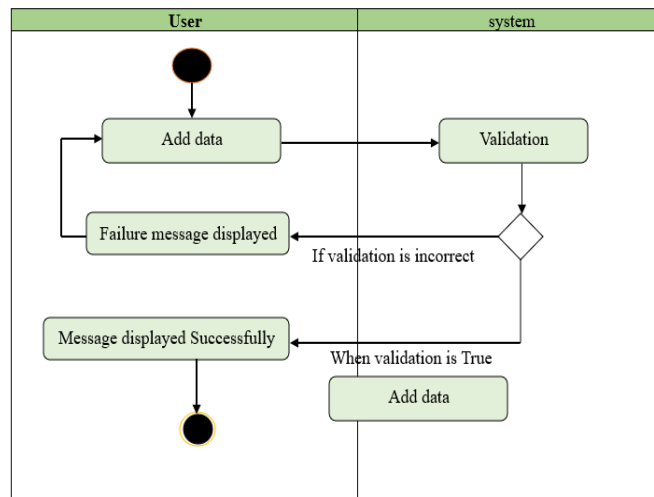 User
system
Add data
Validation
Failure message displayed
If validation is incorrect
Message displayed Successfully
When validation is True
Add data